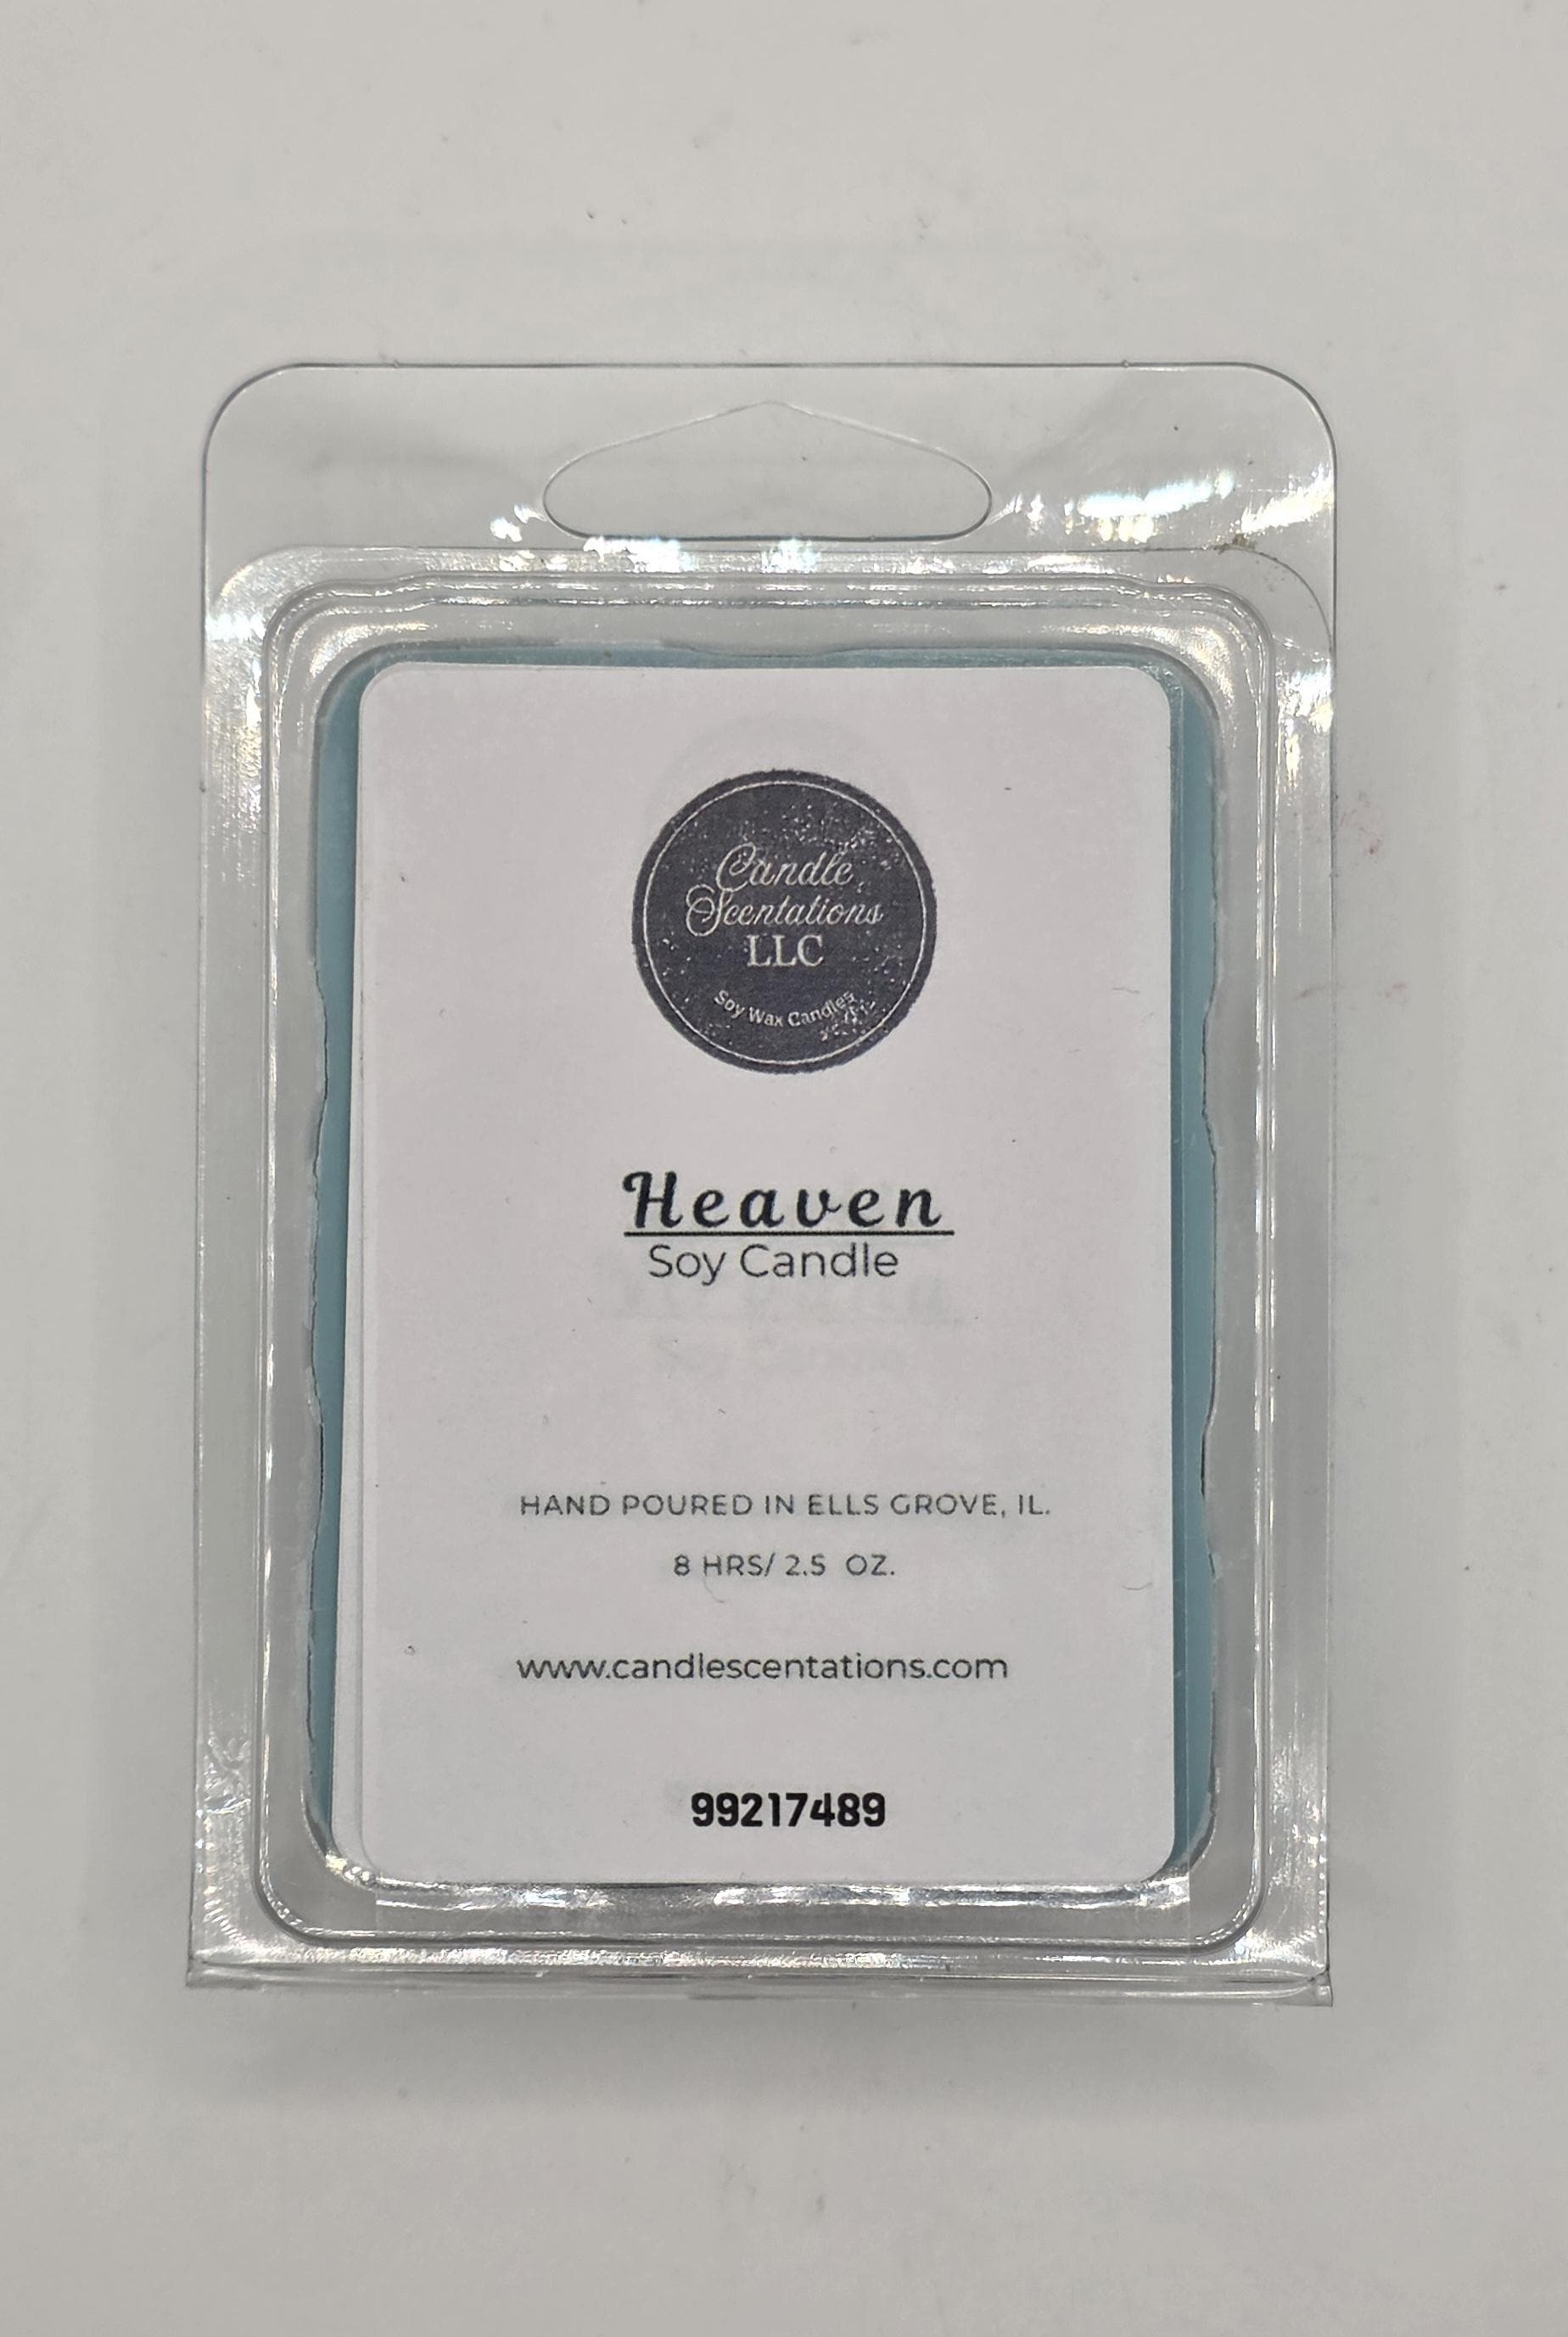 Candle
Scentations
LLC
Soy Wax Candles
Heaven
Soy Candle
HAND POURED IN ELLS GROVE, IL.
8 HRS/ 2.5 OZ.
www.candlescentations.com
99217489